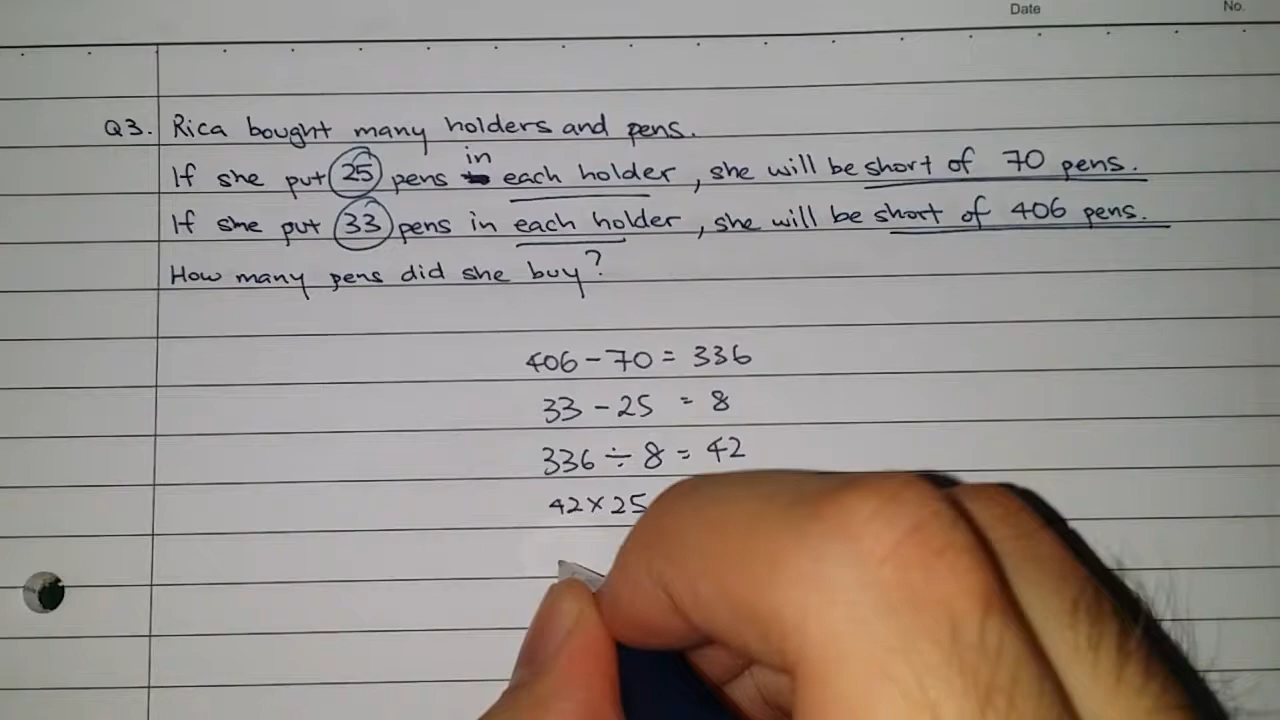 Date No.
Q3. Rica bought many holders and pens.
If she put 25 pens in each holder, she will be short of 70 pens.
If she put 33 pens in each holder, she will be short of 406 pens.
How many pens did she buy?
406 - 70 = 336
33 - 25 = 8
336 ÷ 8 = 42
42 x 25